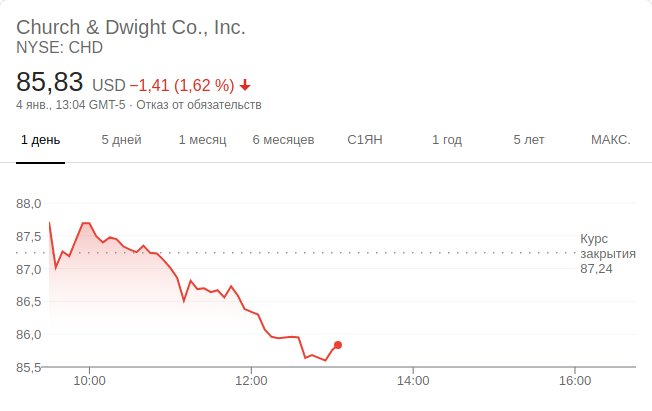 Church & Dwight Co., Inc.
NYSE: CHD
85,83 USD −1,41 (1,62 %)
4 янв., 13:04 GMT-5 · Отказ от обязательств
1 день 5 дней 1 месяц 6 месяцев С1ЯН 1 год 5 лет МАКС.
88,0
87,5
87,0
86,5
86,0
85,5
Курс
закрытия
87,24
10:00 12:00 14:00 16:00